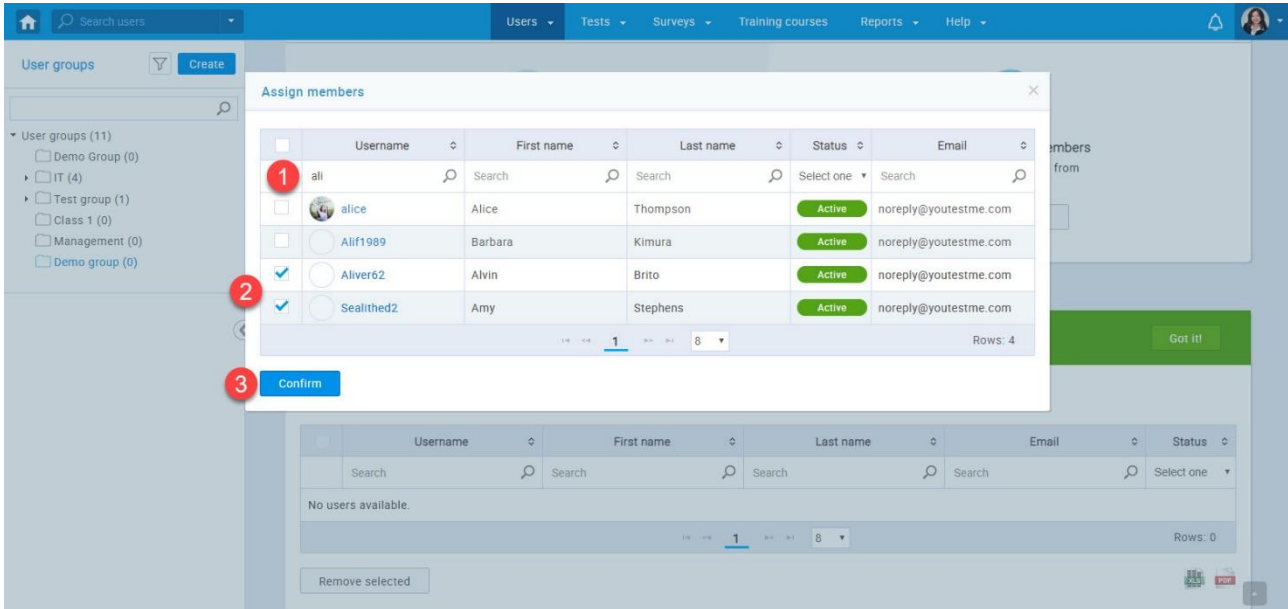 Search users
Users
Tests
Surveys
Training courses
Reports
Help
User groups
Create
User groups (11)
Demo Group (0)
IT (4)
Test group (1)
Class 1 (0)
Management (0)
Demo group (0)
embers
from
Assign members
Username First name Last name Status Email
1 ali Search Search Select one Search
alice Alice Thompson Active noreply@youtestme.com
Alif1989 Barbara Kimura Active noreply@youtestme.com
Aliver62 Alvin Brito Active noreply@youtestme.com
2
Sealithed2 Amy Stephens Active noreply@youtestme.com
1 8 Rows: 4
3 Confirm
Got it!
Username First name Last name Email Status
Search Search Search Search Select one
No users available.
1 8 Rows: 0
Remove selected
XLS PDF